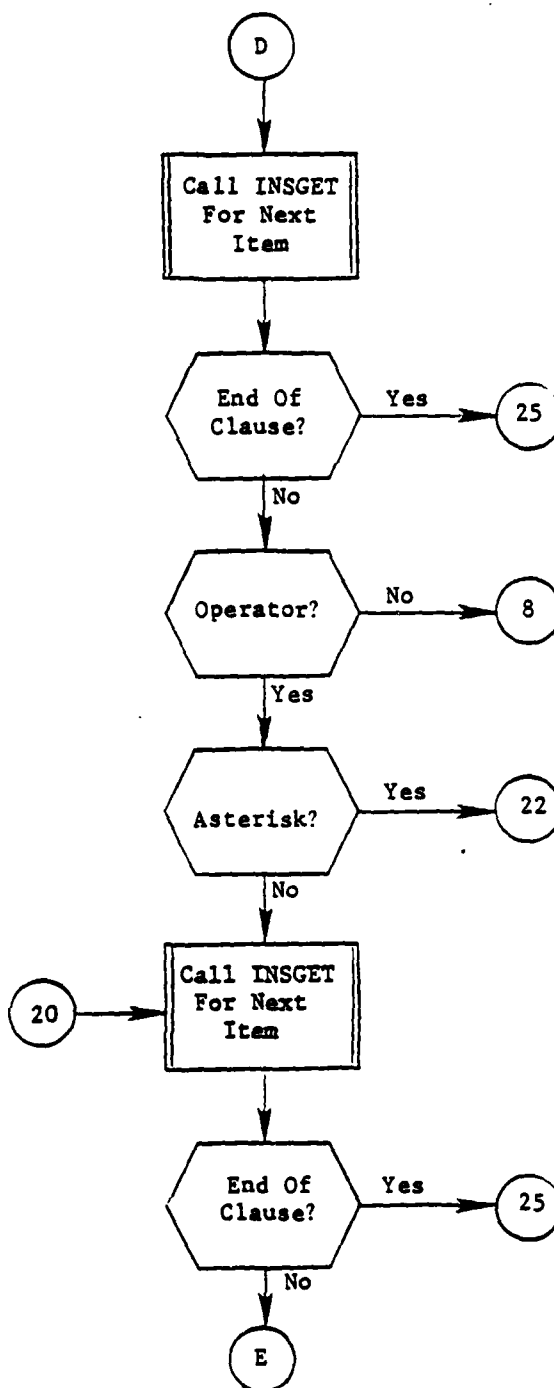 D
Call INSGET
For Next
Item
End Of
Clause?
Yes
25
No
Operator?
No
8
Yes
Asterisk?
Yes
22
No
Call INSGET
For Next
Item
20
End Of
Clause?
Yes
25
No
E